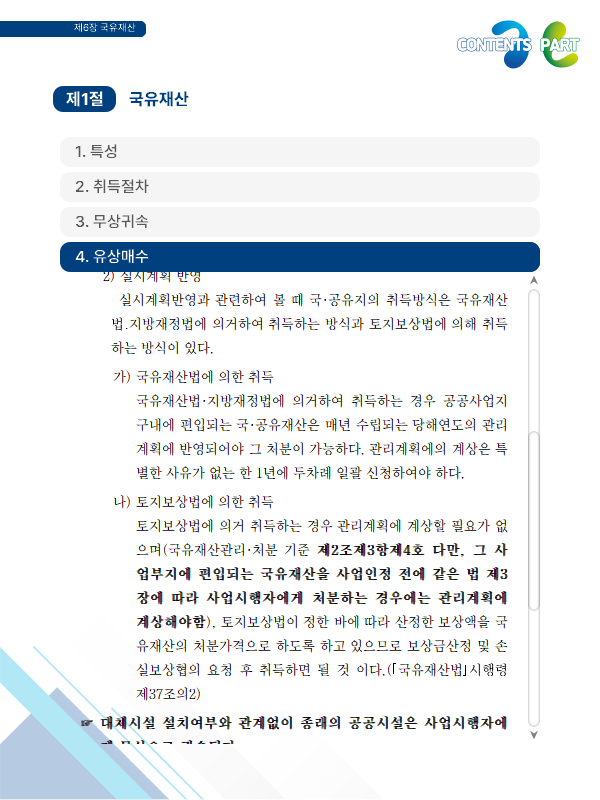 제6장 국유재산
CONTENTS PART
제1절 국유재산
1. 특성
2. 취득절차
3. 무상귀속
4. 유상매수
2) 실시계획 반영
실시계획반영과 관련하여 볼 때 국·공유지의 취득방식은 국유재산
법.지방재정법에 의거하여 취득하는 방식과 토지보상법에 의해 취득
하는 방식이 있다.
가) 국유재산법에 의한 취득
국유재산법·지방재정법에 의거하여 취득하는 경우 공공사업지
구내에 편입되는 국·공유재산은 매년 수립되는 당해연도의 관리
계획에 반영되어야 그 처분이 가능하다. 관리계획에의 계상은 특
별한 사유가 없는 한 1년에 두차례 일괄 신청하여야 하다.
나) 토지보상법에 의한 취득
토지보상법에 의거 취득하는 경우 관리계획에 계상할 필요가 없
으며(국유재산관리·처분 기준 제2조제3항제4호 다만, 그 사
업부지에 편입되는 국유재산을 사업인정 전에 같은 법 제3
장에 따라 사업시행자에게 처분하는 경우에는 관리계획에
계상해야함), 토지보상법이 정한 바에 따라 산정한 보상액을 국
유재산의 처분가격으로 하도록 하고 있으므로 보상금산정 및 손
실보상협의 요청 후 취득하면 될 것 이다.(「국유재산법」시행령
제37조의2)
☞ 대체시설 설치여부와 관계없이 종래의 공공시설은 사업시행자에